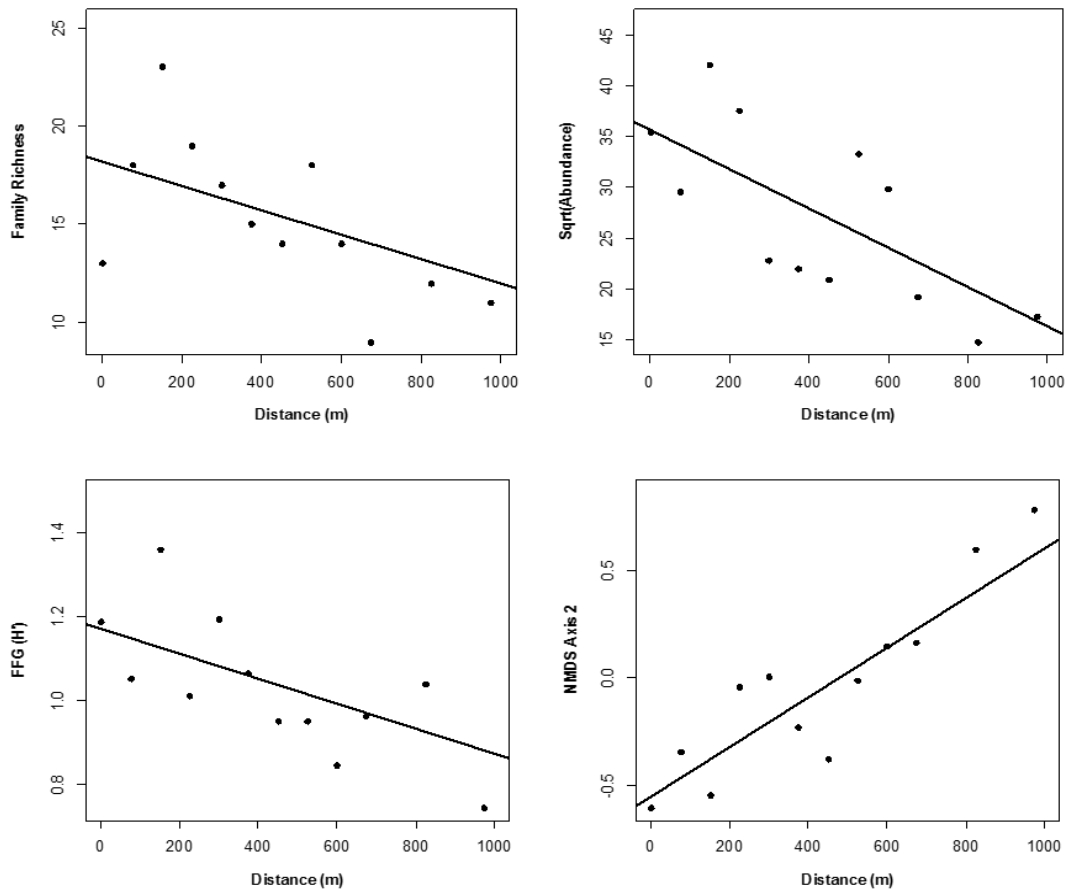 Family Richness
25
20
15
10
0 200 400 600 800 1000
Distance (m)
Sqrt(Abundance)
45
40
35
30
25
20
15
0 200 400 600 800 1000
Distance (m)
FFG (H')
1.4
1.2
1.0
0.8
0 200 400 600 800 1000
Distance (m)
NMDS Axis 2
0.5
0.0
-0.5
0 200 400 600 800 1000
Distance (m)